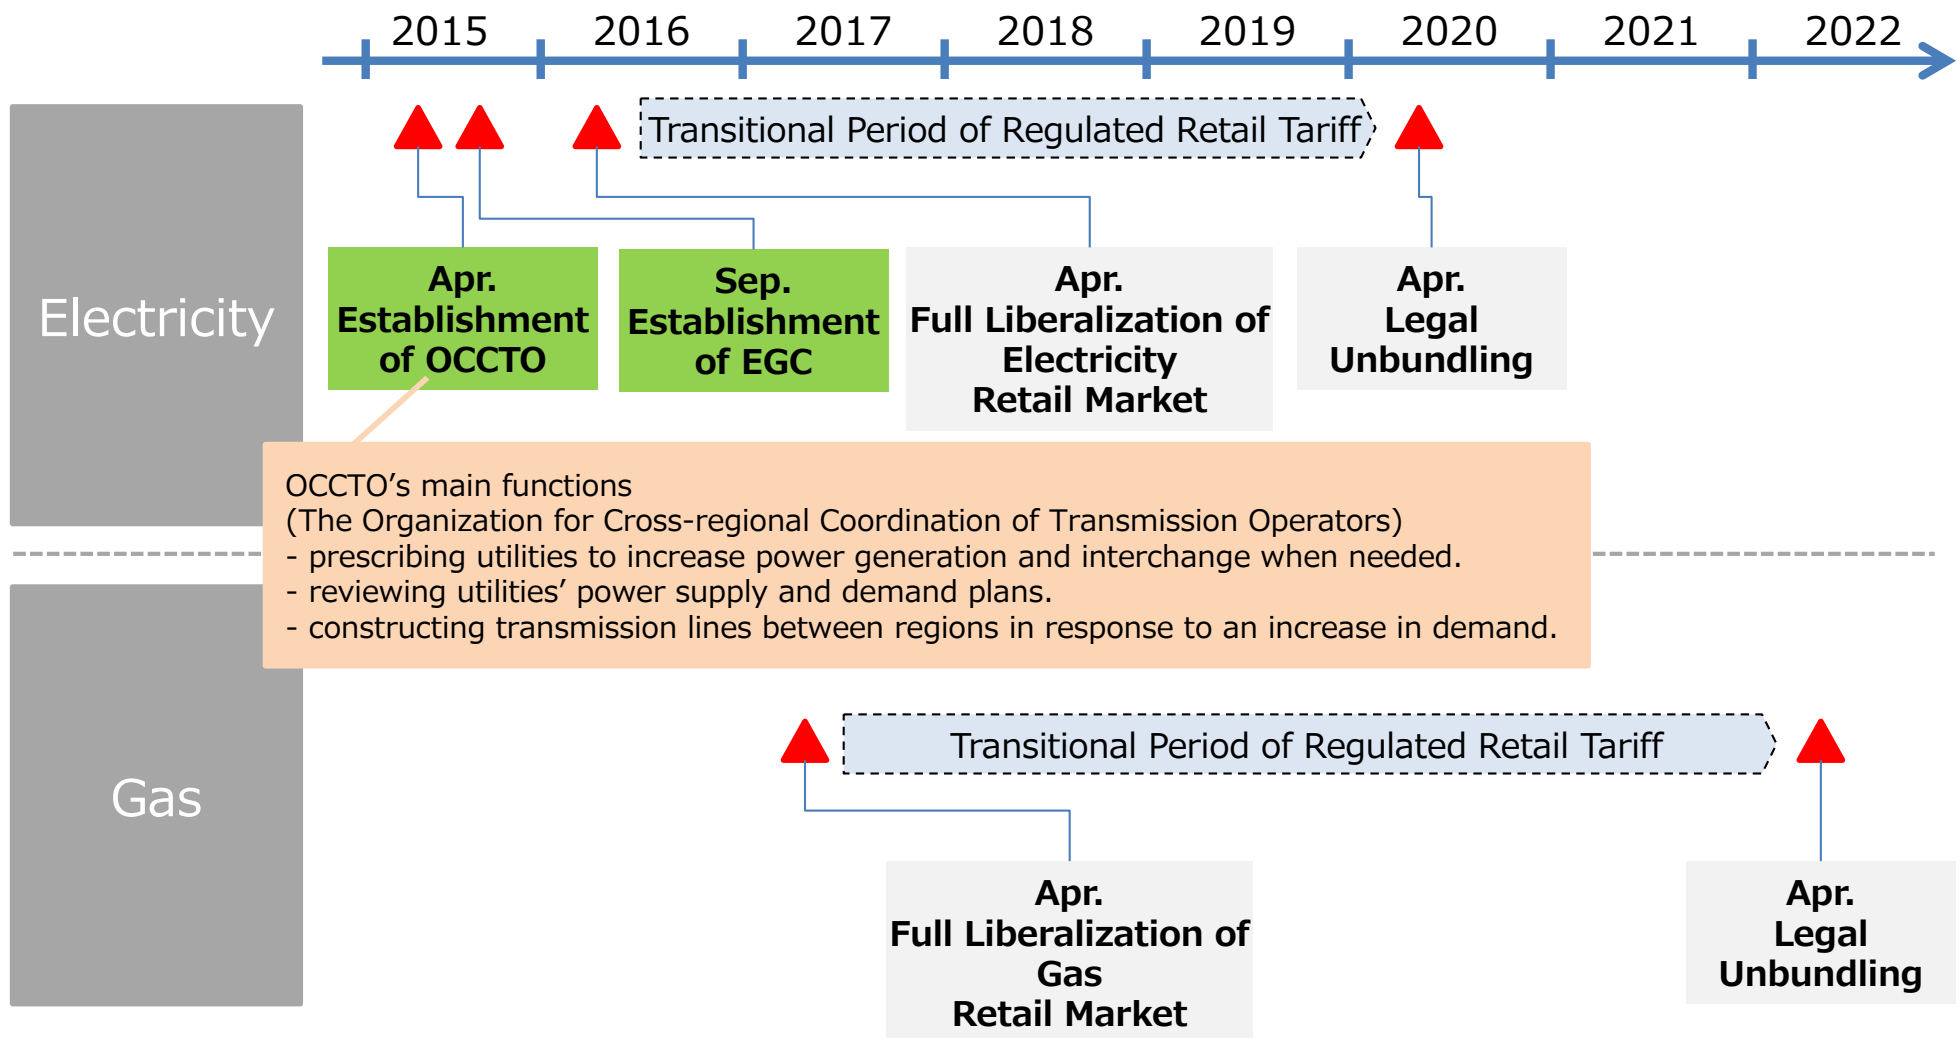 2015 2016 2017 2018 2019 2020 2021 2022
Electricity
Transitional Period of Regulated Retail Tariff
Apr.
Establishment
of OCCTO
Sep.
Establishment
of EGC
Apr.
Full Liberalization of
Electricity
Retail Market
Apr.
Legal
Unbundling
OCCTO’s main functions
(The Organization for Cross-regional Coordination of Transmission Operators)
- prescribing utilities to increase power generation and interchange when needed.
- reviewing utilities’ power supply and demand plans.
- constructing transmission lines between regions in response to an increase in demand.
Gas
Transitional Period of Regulated Retail Tariff
Apr.
Full Liberalization of
Gas
Retail Market
Apr.
Legal
Unbundling